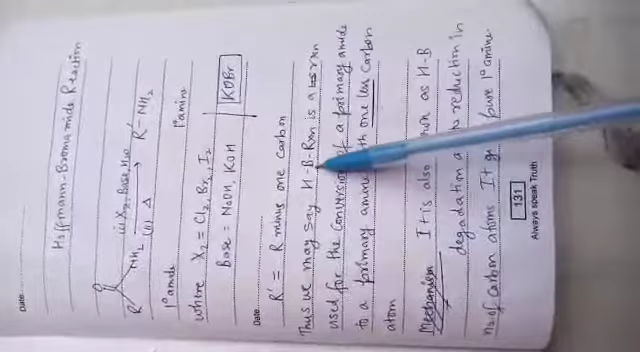 Date
Hoffmann-Bromamide Reaction
O
R NH2 (i) X2, Base, H2O (ii) Δ → R' NH2
1° amide 1° amine
where X2 = Cl2, Br2, I2
Base = NaOH, KOH KOBr
Date
R' = R minus one carbon
Thus we may say H-B-Rxn is a rxn
used for the conversion of a primary amide
to a primary amine with one less Carbon
atom
Mechanism It is also as H-B
degradation reduction in
no. of carbon atoms It pure 1° amine.
131
Always speak Truth